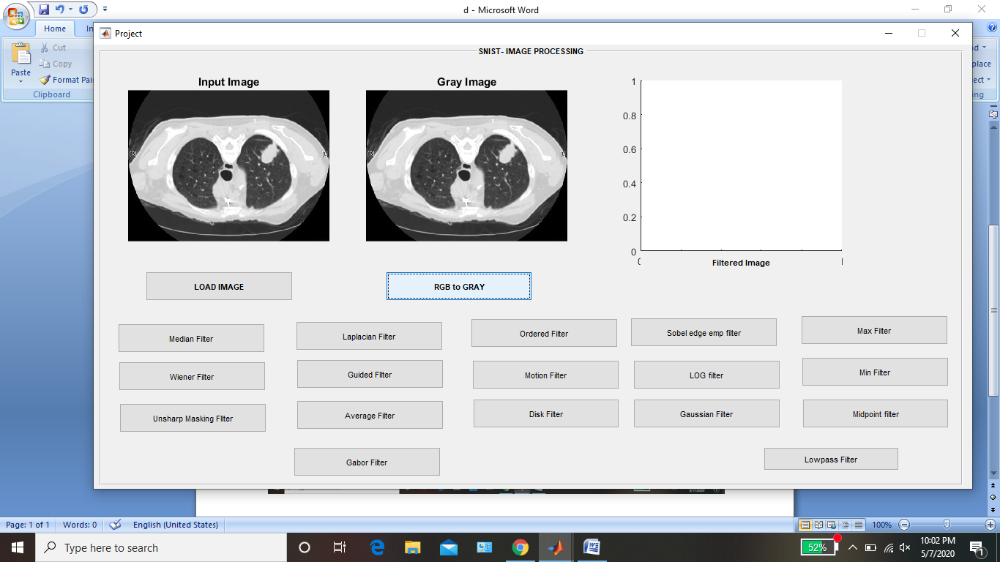 d - Microsoft Word
Home
Cut
Copy
Paste
Format Pai
Clipboard
Project
SNIST- IMAGE PROCESSING
Input Image
Gray Image
[R]
[R]
1
0.8
0.6
0.4
0.2
0
Filtered Image
LOAD IMAGE
RGB to GRAY
Median Filter
Laplacian Filter
Ordered Filter
Sobel edge emp filter
Max Filter
Wiener Filter
Guided FIlter
Motion Filter
LOG filter
Min Filter
Unsharp Masking FIlter
Average Filter
Disk Filter
Gaussian Filter
Midpoint filter
Gabor Filter
Lowpass Filter
Page: 1 of 1
Words: 0
English (United States)
100%
Type here to search
52%
10:02 PM
5/7/2020
1